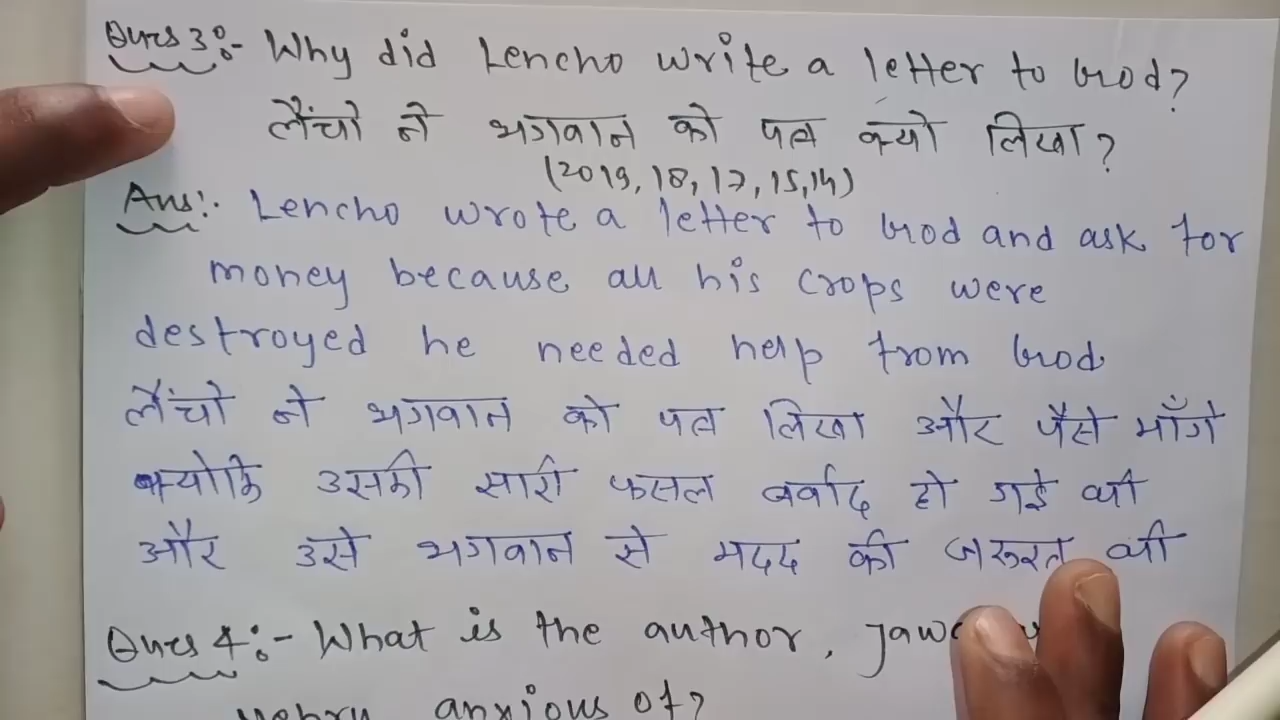 Ques 3:- Why did Lencho write a letter to God?
लैंचो ने भगवान को पत्र क्यो लिखा?
(2019, 18, 17, 15, 14)
Ans:- Lencho wrote a letter to God and ask for
money because all his crops were
destroyed he needed help from God
लैंचो ने भगवान को पत्र लिखा और पैसे माँगे
क्योकि उसकी सारी फसल बर्वाद हो गई थी
और उसे भगवान से मदद की जरूरत थी
Ques 4:- What is the author,
anxious of?